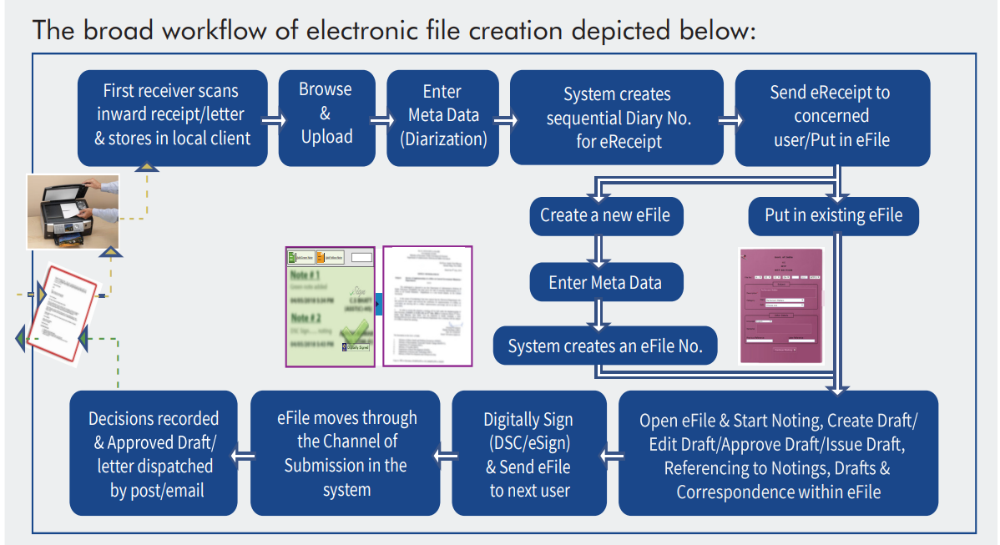 The broad workflow of electronic file creation depicted below:
First receiver scans
inward receipt/letter
& stores in local client
Browse
&
Upload
Enter
Meta Data
(Diarization)
System creates
sequential Diary No.
for eReceipt
Send eReceipt to
concerned
user/Put in eFile
Create a new eFile
Put in existing eFile
Enter Meta Data
System creates an eFile No.
Note # 1
Note # 2
Open eFile & Start Noting, Create Draft/
Edit Draft/Approve Draft/Issue Draft,
Referencing to Notings, Drafts &
Correspondence within eFile
Digitally Sign
(DSC/eSign)
& Send eFile
to next user
eFile moves through
the Channel of
Submission in the
system
Decisions recorded
& Approved Draft/
letter dispatched
by post/email